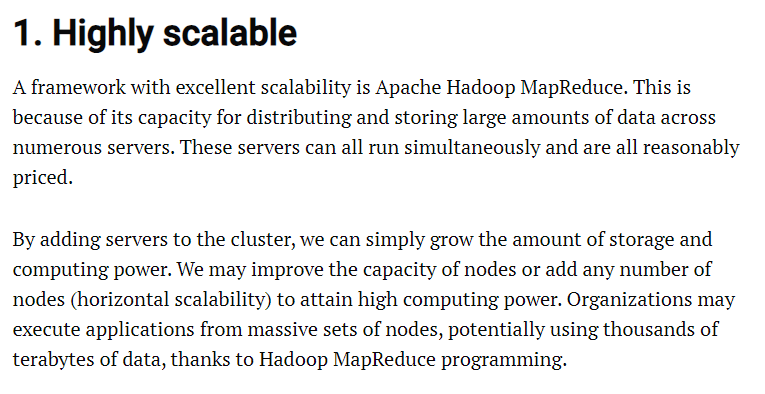 1. Highly scalable
A framework with excellent scalability is Apache Hadoop MapReduce. This is
because of its capacity for distributing and storing large amounts of data across
numerous servers. These servers can all run simultaneously and are all reasonably
priced.
By adding servers to the cluster, we can simply grow the amount of storage and
computing power. We may improve the capacity of nodes or add any number of
nodes (horizontal scalability) to attain high computing power. Organizations may
execute applications from massive sets of nodes, potentially using thousands of
terabytes of data, thanks to Hadoop MapReduce programming.